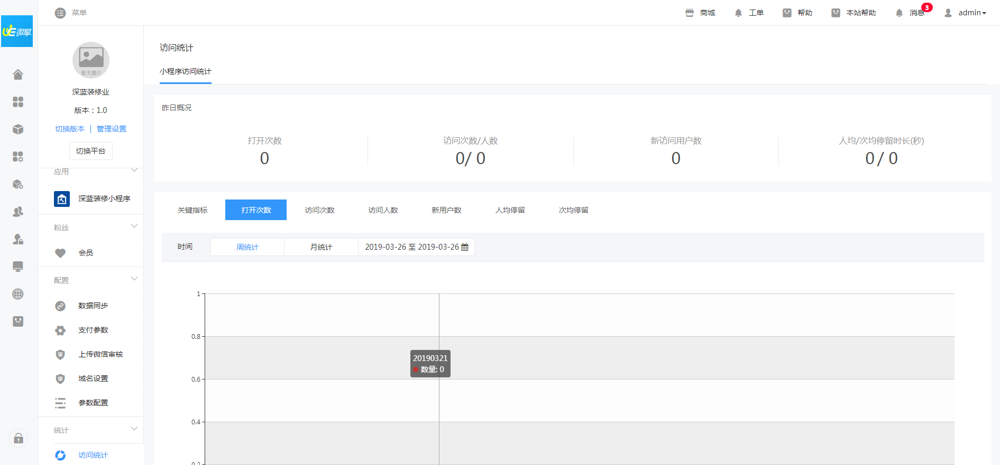 菜单
商城
工单
帮助
本站帮助
消息
3
admin
WE微擎
暂无图片
深蓝装修业
版本：1.0
切换版本 | 管理设置
切换平台
应用
深蓝装修小程序
粉丝
会员
配置
数据同步
支付参数
上传微信审核
域名设置
参数配置
统计
访问统计
访问统计
小程序访问统计
昨日概况
打开次数
0
访问次数/人数
0/ 0
新访问用户数
0
人均/次均停留时长(秒)
0 / 0
关键指标 打开次数 访问次数 访问人数 新用户数 人均停留 次均停留
时间 周统计 月统计 2019-03-26 至 2019-03-26
1
0.8
20190321
数量: 0
0.6
0.4
0.2